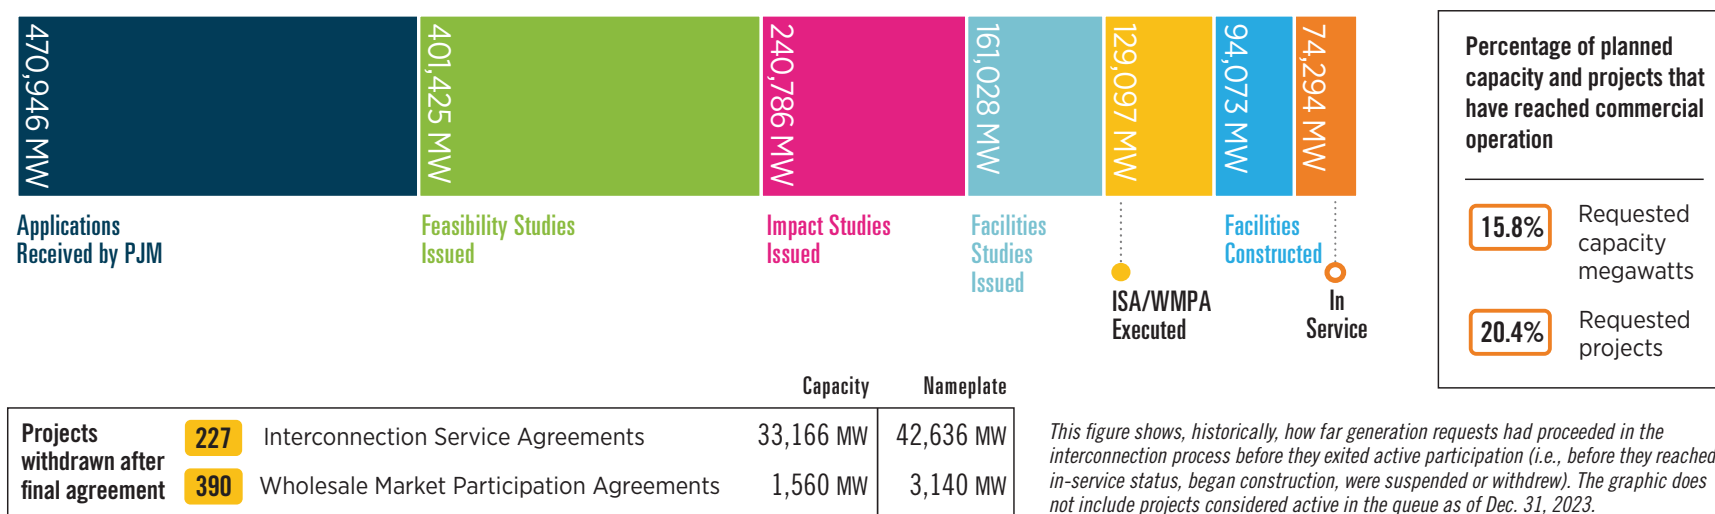 470,946 MW
401,425 MW
240,786 MW
161,028 MW
129,097 MW
94,073 MW
74,294 MW
Applications
Received by PJM
Feasibility Studies
Issued
Impact Studies
Issued
Facilities
Studies
Issued
ISA/WMPA
Executed
Facilities
Constructed
In
Service
Percentage of planned
capacity and projects that
have reached commercial
operation
15.8%
Requested
capacity
megawatts
20.4%
Requested
projects
Capacity Nameplate
Projects
withdrawn after
final agreement
227 Interconnection Service Agreements 33,166 MW 42,636 MW
390 Wholesale Market Participation Agreements 1,560 MW 3,140 MW
This figure shows, historically, how far generation requests had proceeded in the
interconnection process before they exited active participation (i.e., before they reached
in-service status, began construction, were suspended or withdrew). The graphic does
not include projects considered active in the queue as of Dec. 31, 2023.